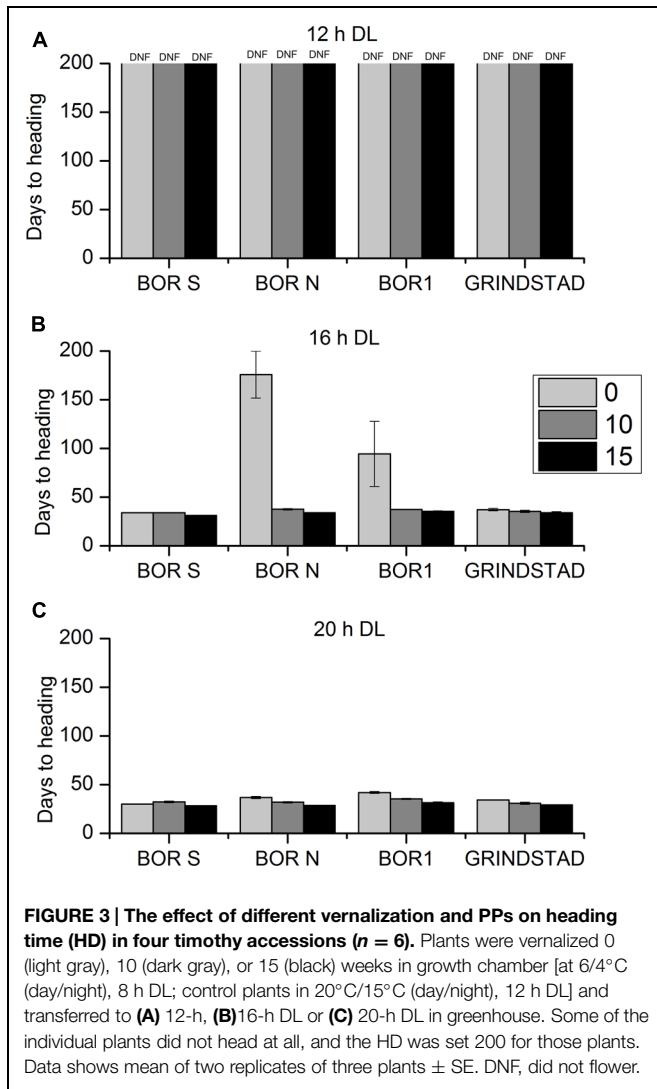 A
12 h DL
DNF DNF DNF DNF DNF DNF DNF DNF DNF DNF DNF DNF
200
150
100
50
0
Days to heading
BOR S BOR N BOR1 GRINDSTAD
B
16 h DL
200
150
100
50
0
Days to heading
0
10
15
BOR S BOR N BOR1 GRINDSTAD
C
20 h DL
200
150
100
50
0
Days to heading
BOR S BOR N BOR1 GRINDSTAD
FIGURE 3 | The effect of different vernalization and PPs on heading
time (HD) in four timothy accessions (n = 6). Plants were vernalized 0
(light gray), 10 (dark gray), or 15 (black) weeks in growth chamber [at 6/4°C
(day/night), 8 h DL; control plants in 20°C/15°C (day/night), 12 h DL] and
transferred to (A) 12-h, (B)16-h DL or (C) 20-h DL in greenhouse. Some of the
individual plants did not head at all, and the HD was set 200 for those plants.
Data shows mean of two replicates of three plants ± SE. DNF, did not flower.